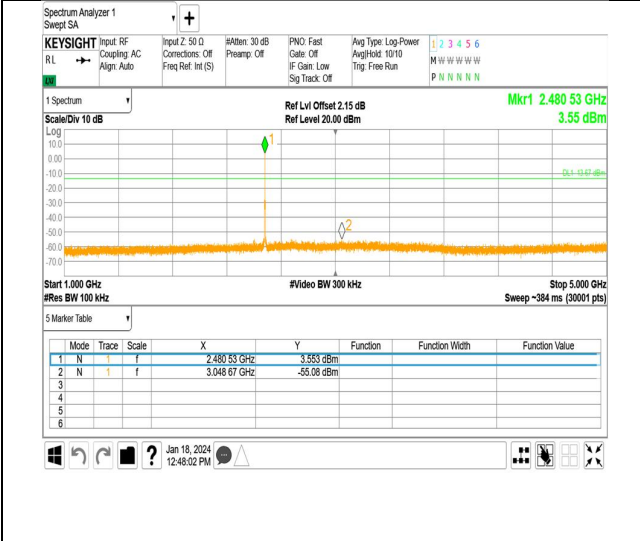 Spectrum Analyzer 1
Swept SA
KEYSIGHT Input: RF Input Z: 50 Ω #Atten: 30 dB PNO: Fast Avg Type: Log-Power 1 2 3 4 5 6
RL Coupling: AC Corrections: Off Preamp: Off Gate: Off Avg|Hold: 10/10 M W W W W W W
Align: Auto Freq Ref: Int (S) IF Gain: Low Trig: Free Run
Sig Track: Off P N N N N N
1 Spectrum Ref Lvl Offset 2.15 dB Mkr1 2.480 53 GHz
Scale/Div 10 dB Ref Level 20.00 dBm 3.55 dBm
Log
10.0
0.00
-10.0
DL1 -13.67 dBm
-20.0
-30.0
-40.0
-50.0
-60.0
-70.0
1
2
Start 1.000 GHz #Video BW 300 kHz Stop 5.000 GHz
#Res BW 100 kHz Sweep ~384 ms (30001 pts)
5 Marker Table
Mode Trace Scale X Y Function Function Width Function Value
1 N 1 f 2.480 53 GHz 3.553 dBm
2 N 1 f 3.048 67 GHz -55.08 dBm
3
4
5
6
? Jan 18, 2024
12:48:02 PM